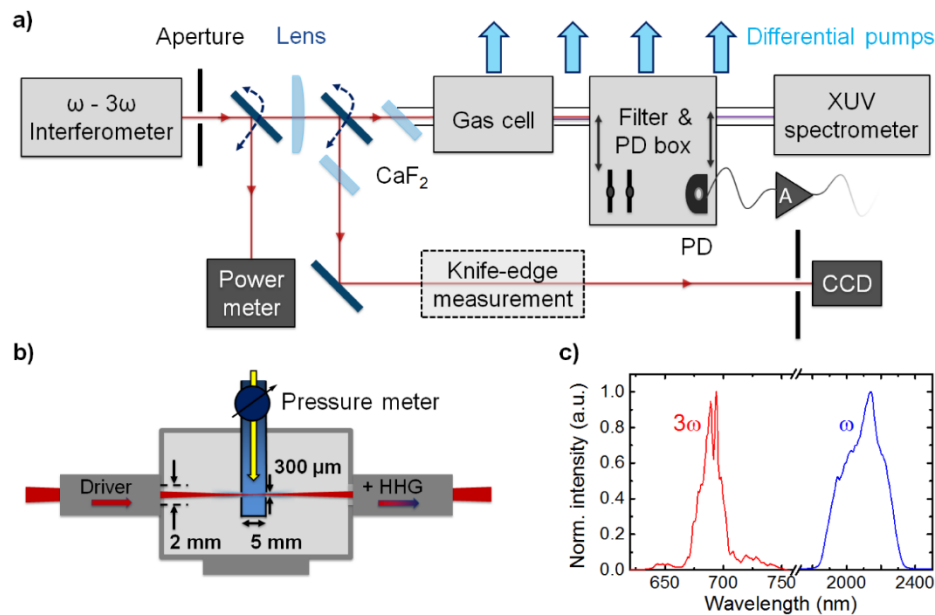 a)
Aperture
Lens
Differential pumps
ω - 3ω
Interferometer
Gas cell
Filter &
PD box
XUV
spectrometer
CaF2
A
PD
Power
meter
Knife-edge
measurement
CCD
b)
Pressure meter
300 μm
Driver
+ HHG
2 mm
5 mm
c)
Norm. intensity (a.u.)
1.0
0.8
0.6
0.4
0.2
0
3ω
ω
650 700 750 2000 2400
Wavelength (nm)